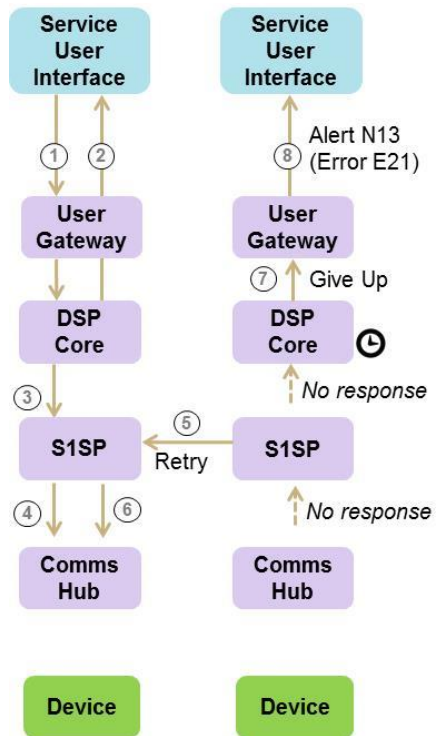 Service
User
Interface
Service
User
Interface
1
2
8
Alert N13
(Error E21)
User
Gateway
User
Gateway
7
Give Up
DSP
Core
DSP
Core
3
No response
5
S1SP
S1SP
Retry
4
6
No response
Comms
Hub
Comms
Hub
Device
Device